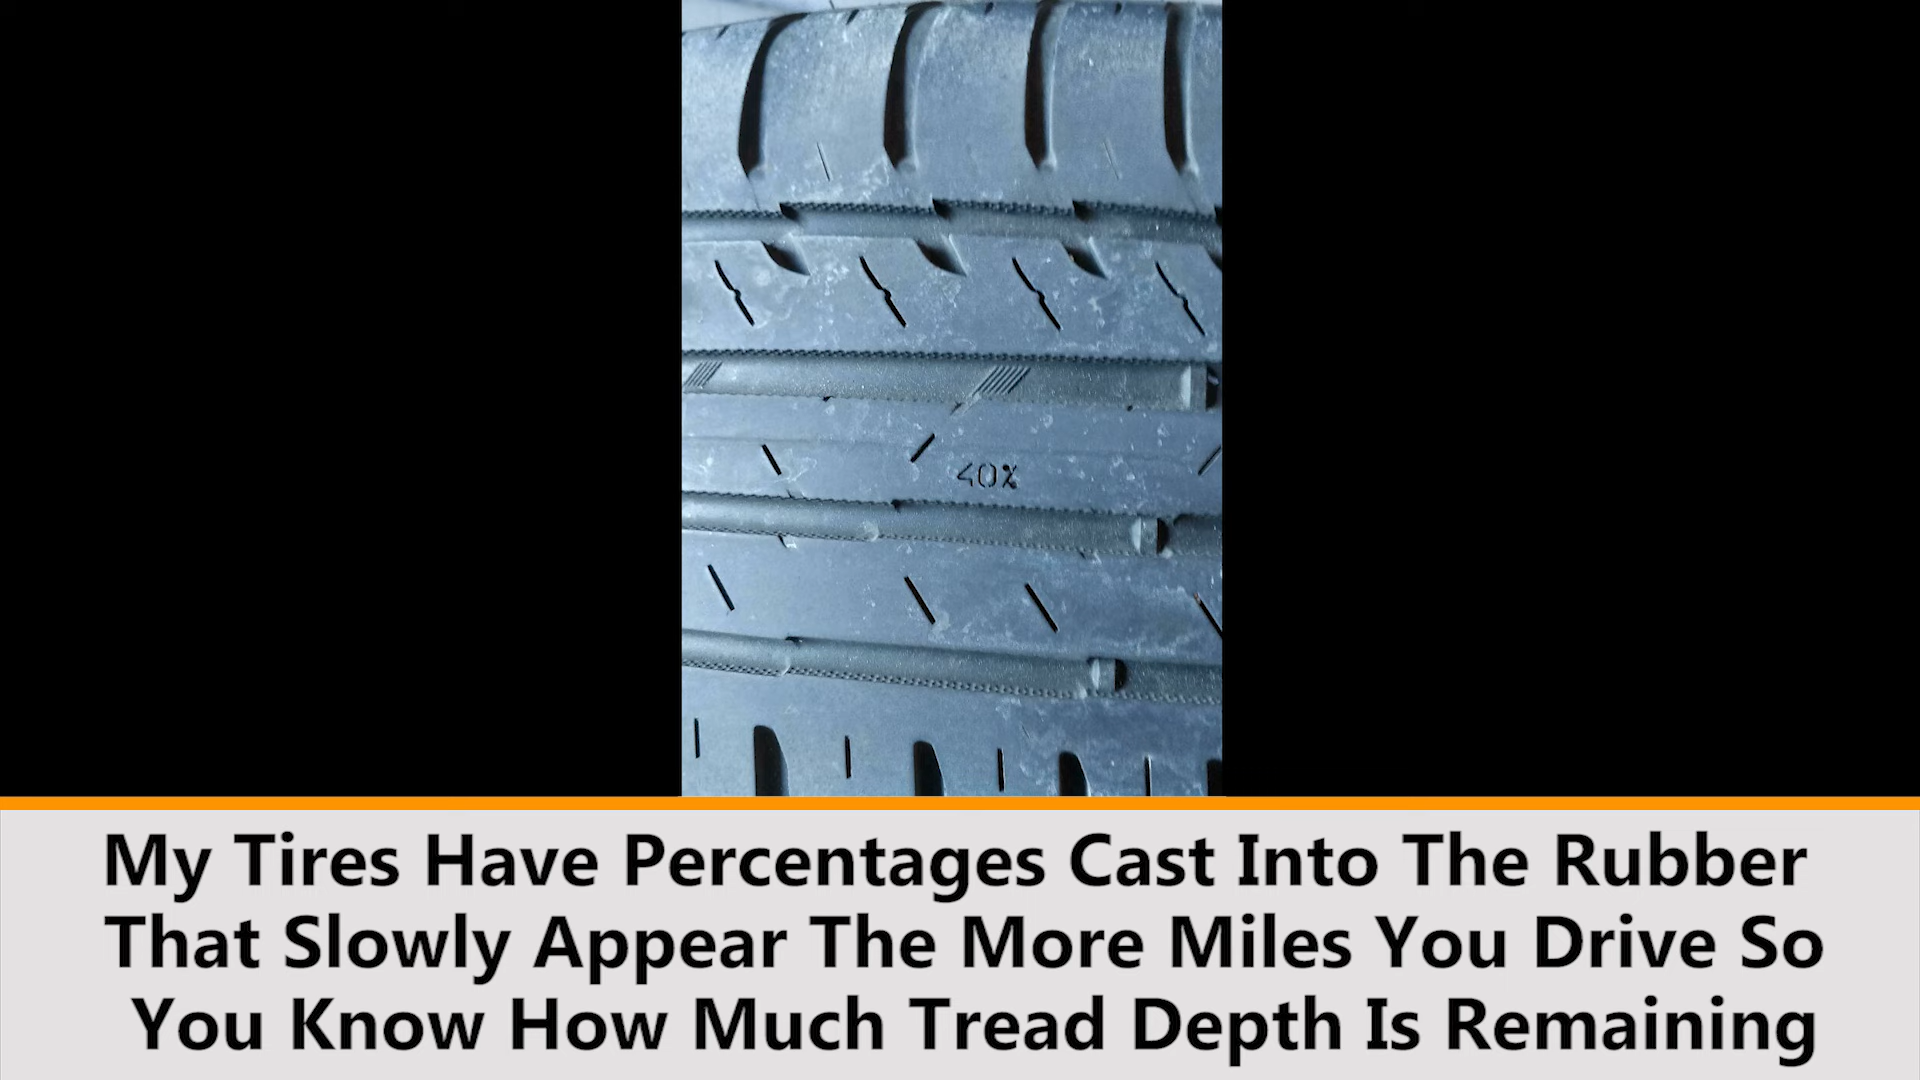 40%
My Tires Have Percentages Cast Into The Rubber
That Slowly Appear The More Miles You Drive So
You Know How Much Tread Depth Is Remaining